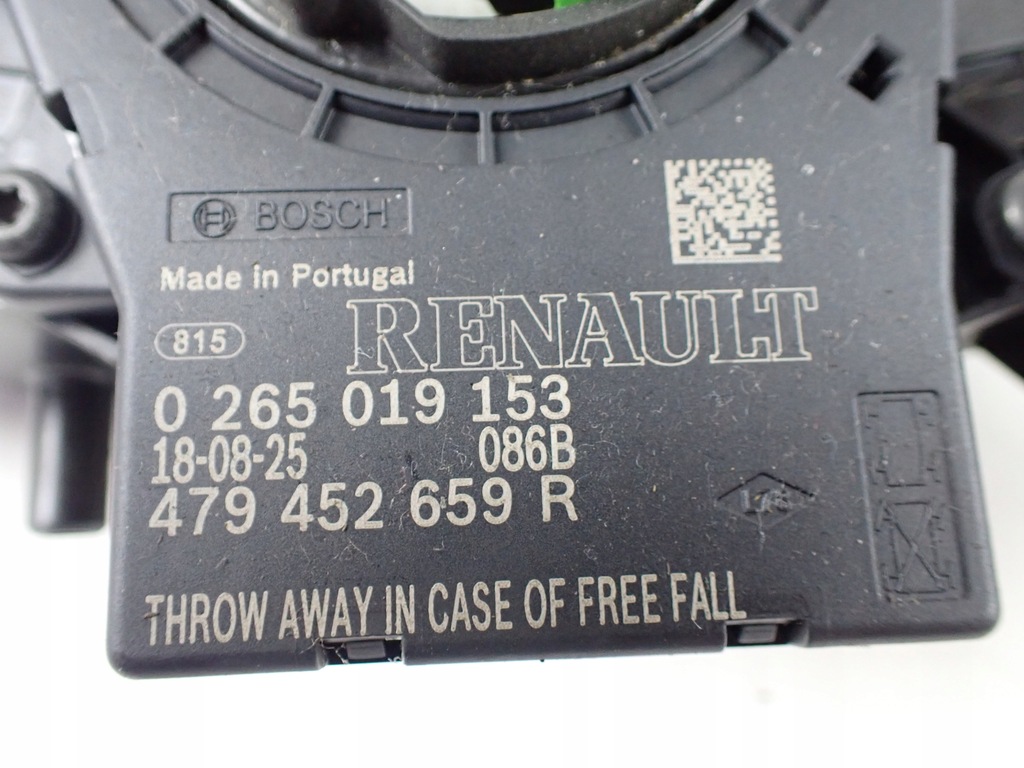 BOSCH
Made in Portugal
RENAULT
815
0 265 019 153
18-08-25 086B
479 452 659 R
THROW AWAY IN CASE OF FREE FALL